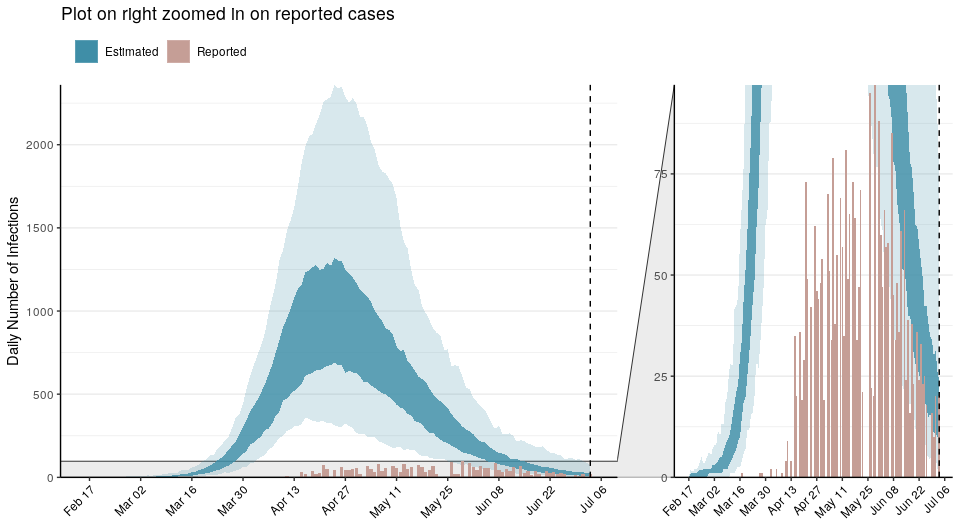 Plot on right zoomed in on reported cases
Estimated Reported
Daily Number of Infections
2000
1500
1000
500
0
Feb 17 Mar 02 Mar 16 Mar 30 Apr 13 Apr 27 May 11 May 25 Jun 08 Jun 22 Jul 06
75
50
25
0
Feb 17 Mar 02 Mar 16 Mar 30 Apr 13 Apr 27 May 11 May 25 Jun 08 Jun 22 Jul 06